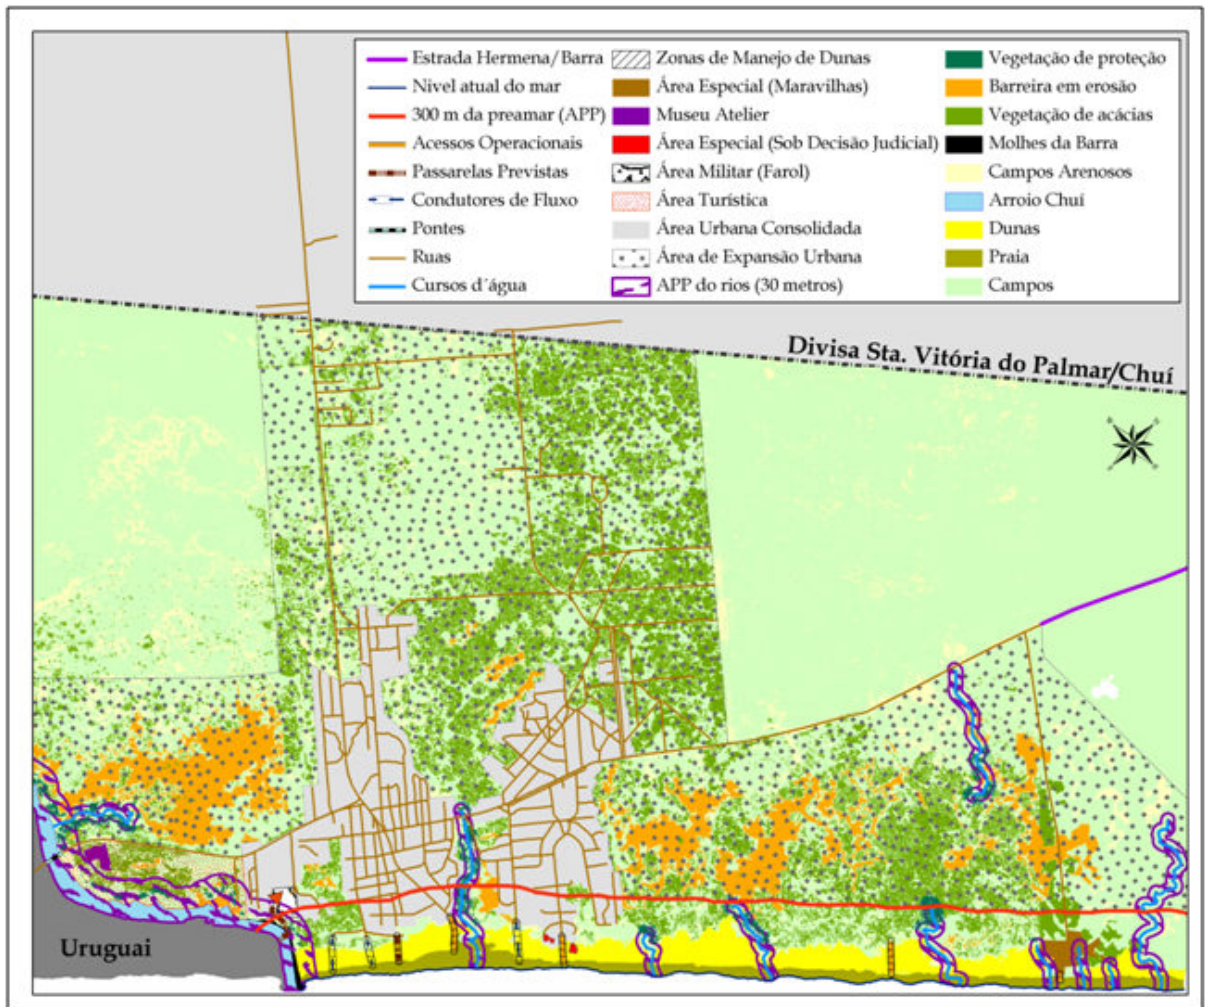 Estrada Hermena/Barra
Nivel atual do mar
300 m da preamar (APP)
Acessos Operacionais
Passarelas Previstas
Condutores de Fluxo
Pontes
Ruas
Cursos d´água
Zonas de Manejo de Dunas
Área Especial (Maravilhas)
Museu Atelier
Área Especial (Sob Decisão Judicial)
Área Militar (Farol)
Área Turística
Área Urbana Consolidada
Área de Expansão Urbana
APP do rios (30 metros)
Vegetação de proteção
Barreira em erosão
Vegetação de acácias
Molhes da Barra
Campos Arenosos
Arroio Chuí
Dunas
Praia
Campos
Divisa Sta. Vitória do Palmar/Chuí
Uruguai